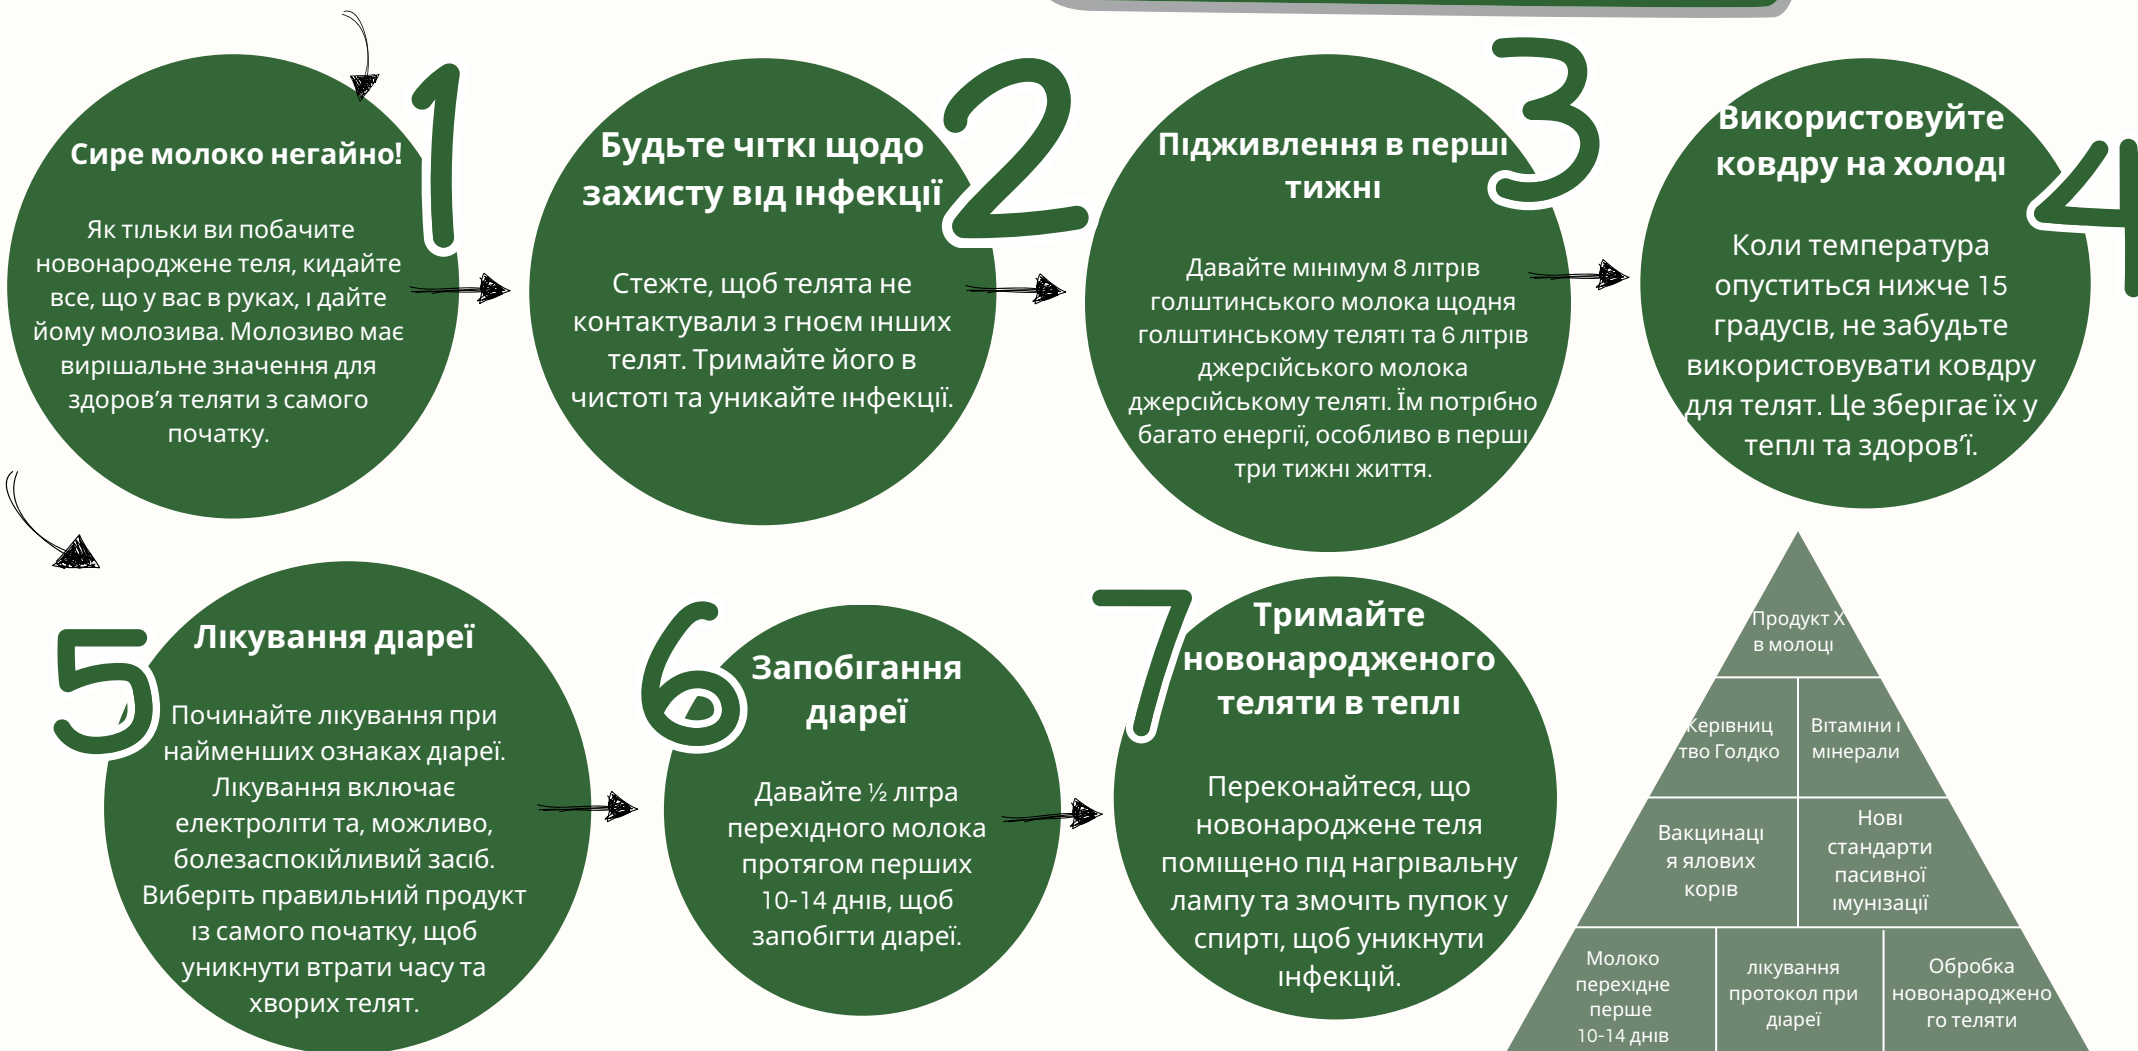 1
Сире молоко негайно!
Як тільки ви побачите
новонароджене теля, кидайте
все, що у вас в руках, і дайте
йому молозива. Молозиво має
вирішальне значення для
здоров’я теляти з самого
початку.
2
Будьте чіткі щодо
захисту від інфекції
Стежте, щоб телята не
контактували з гноєм інших
телят. Тримайте його в
чистоті та уникайте інфекції.
3
Підживлення в перші
тижні
Давайте мінімум 8 літрів
голштинського молока щодня
голштинському теляті та 6 літрів
джерсійського молока
джерсійському теляті. Їм потрібно
багато енергії, особливо в перші
три тижні життя.
4
Використовуйте
ковдру на холоді
Коли температура
опуститься нижче 15
градусів, не забудьте
використовувати ковдру
для телят. Це зберігає їх у
теплі та здоров’ї.
5
Лікування діареї
Починайте лікування при
найменших ознаках діареї.
Лікування включає
електроліти та, можливо,
болезаспокійливий засіб.
Виберіть правильний продукт
із самого початку, щоб
уникнути втрати часу та
хворих телят.
6
Запобігання
діареї
Давайте ½ літра
перехідного молока
протягом перших
10-14 днів, щоб
запобігти діареї.
7
Тримайте
новонародженого
теляти в теплі
Переконайтеся, що
новонароджене теля
поміщено під нагрівальну
лампу та змочіть пупок у
спирті, щоб уникнути
інфекцій.
Продукт X
в молоці
Керівниц
тво Голдко
Вітаміни і
мінерали
Вакцинаці
я ялових
корів
Нові
стандарти
пасивної
імунізації
Молоко
перехідне
перше
10-14 днів
лікування
протокол при
діареї
Обробка
новонароджено
го теляти